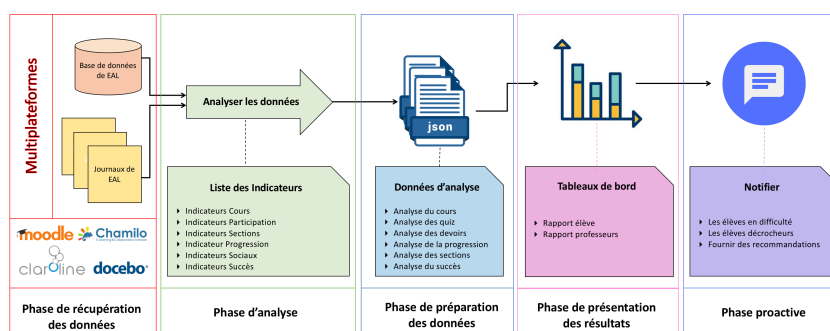 Multiplateformes
Base de données
de EAL
Journaux de
EAL
moodle
Chamilo
E-Learning & Collaboration Software
claroline
docebo
Phase de récupération
des données
Analyser les données
Liste des Indicateurs
Indicateurs Cours
Indicateurs Participation
Indicateurs Sections
Indicateur Progression
Indicateurs Sociaux
Indicateurs Succès
Phase d'analyse
json
Données d'analyse
Analyse du cours
Analyse des quiz
Analyse des devoirs
Analyse de la progression
Analyse des sections
Analyse du succès
Phase de préparation
des données
Tableaux de bord
Rapport élève
Rapport professeurs
Phase de présentation
des résultats
Notifier
Les élèves en difficulté
Les élèves décrocheurs
Fournir des recommandations
Phase proactive